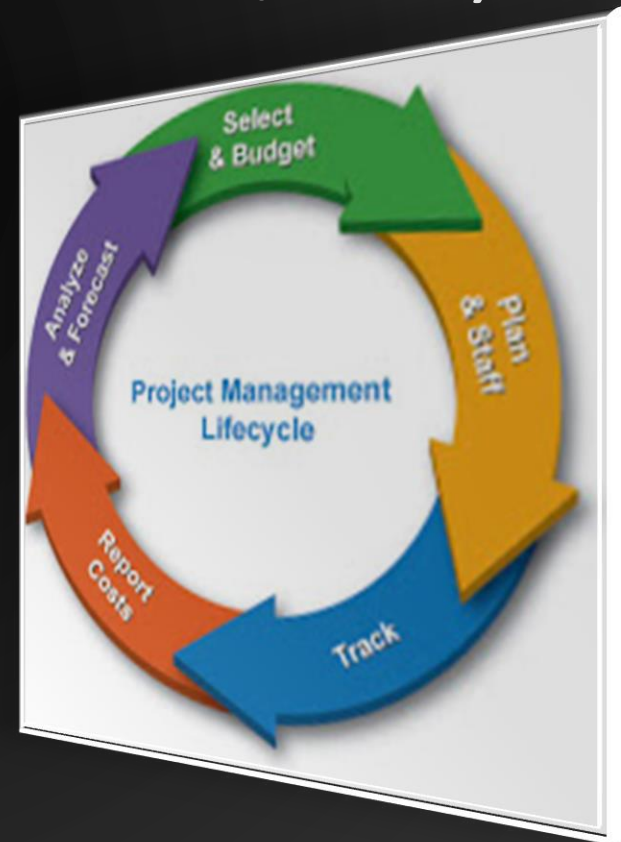 Project Management
Lifecycle
Select
& Budget
Plan
& Staff
Track
Report
Costs
Analyze
& Forecast